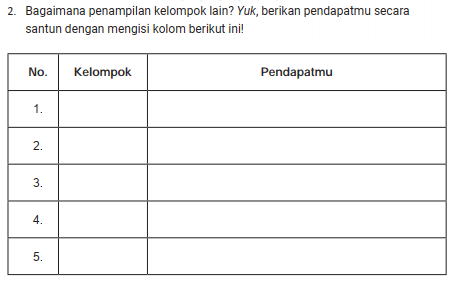 2. Bagaimana penampilan kelompok lain? Yuk, berikan pendapatmu secara
santun dengan mengisi kolom berikut ini!
No. Kelompok Pendapatmu
1.
2.
3.
4.
5.